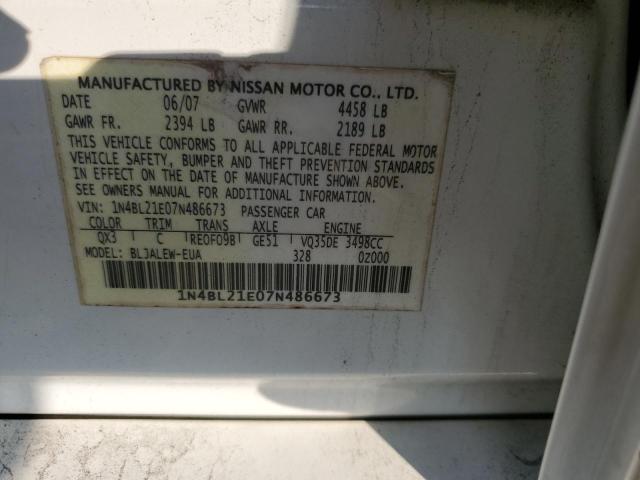 MANUFACTURED BY NISSAN MOTOR CO., LTD.
DATE 06/07 GVWR 4458 LB
GAWR FR. 2394 LB GAWR RR. 2189 LB
THIS VEHICLE CONFORMS TO ALL APPLICABLE FEDERAL MOTOR
VEHICLE SAFETY, BUMPER AND THEFT PREVENTION STANDARDS
IN EFFECT ON THE DATE OF MANUFACTURE SHOWN ABOVE.
SEE OWNERS MANUAL FOR ADDITIONAL INFORMATION.
VIN: 1N4BL21E07N486673 PASSENGER CAR
COLOR TRIM TRANS AXLE ENGINE
QX3 C RE0F09B GE51 VQ35DE 3498CC
MODEL: BLJALEW-EUA 328 0Z000
1N4BL21E07N486673